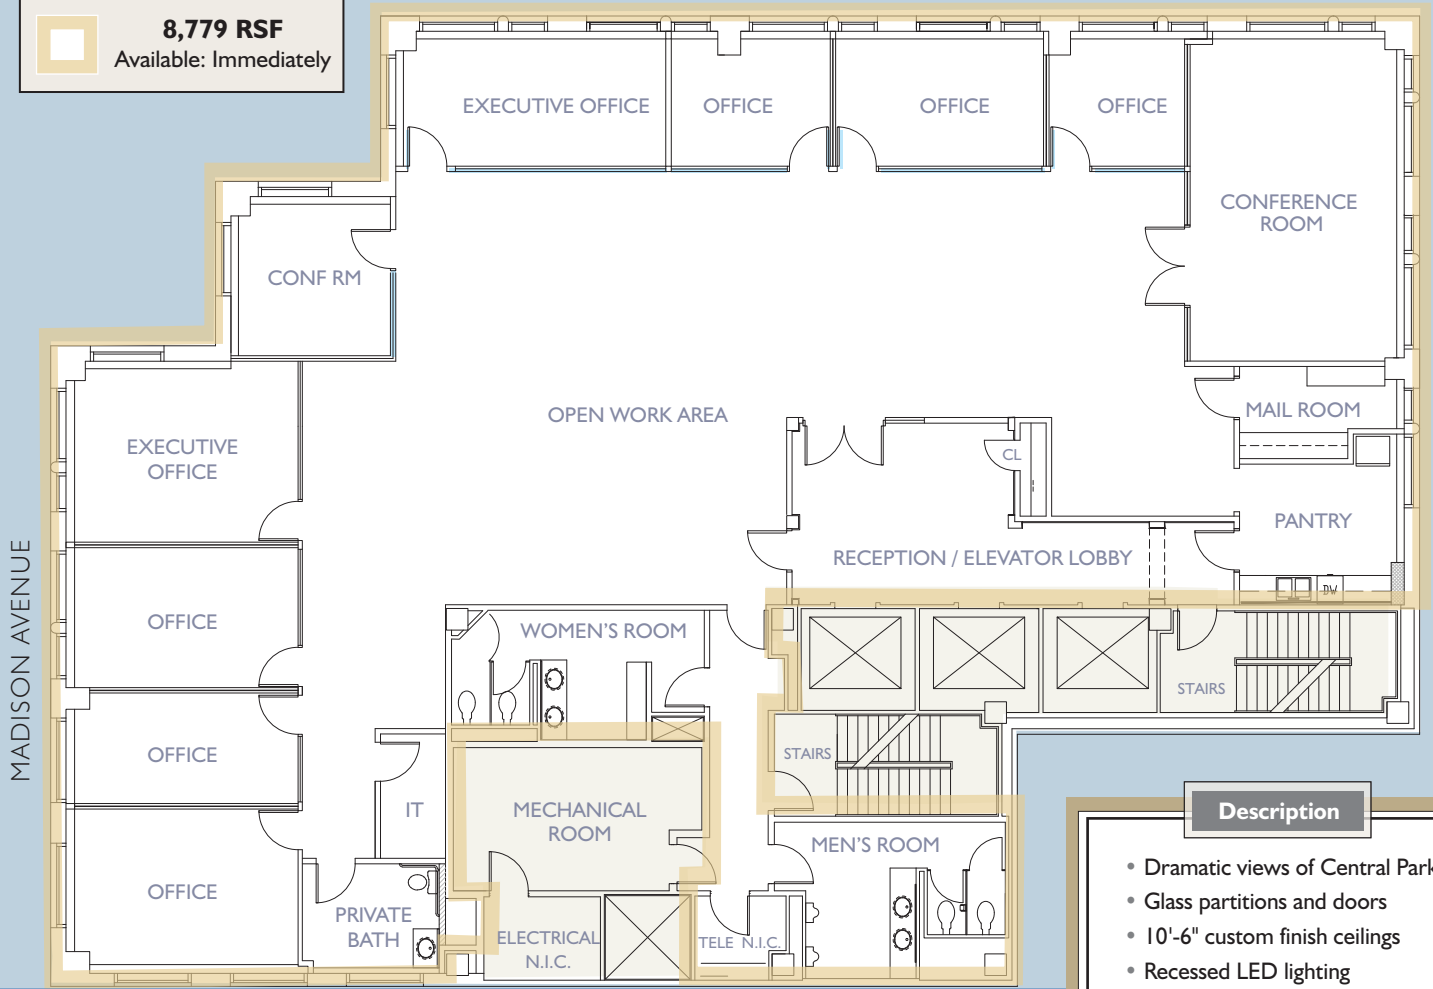 8,779 RSF
Available: Immediately
EXECUTIVE OFFICE
OFFICE
OFFICE
OFFICE
CONFERENCE
ROOM
CONF RM
MAIL ROOM
OPEN WORK AREA
EXECUTIVE
OFFICE
CL
PANTRY
RECEPTION / ELEVATOR LOBBY
DW
MADISON AVENUE
OFFICE
WOMEN'S ROOM
STAIRS
OFFICE
STAIRS
IT
MECHANICAL
ROOM
MEN'S ROOM
OFFICE
PRIVATE
BATH
ELECTRICAL
N.I.C.
TELE N.I.C.
Description
• Dramatic views of Central Park
• Glass partitions and doors
• 10'-6" custom finish ceilings
• Recessed LED lighting